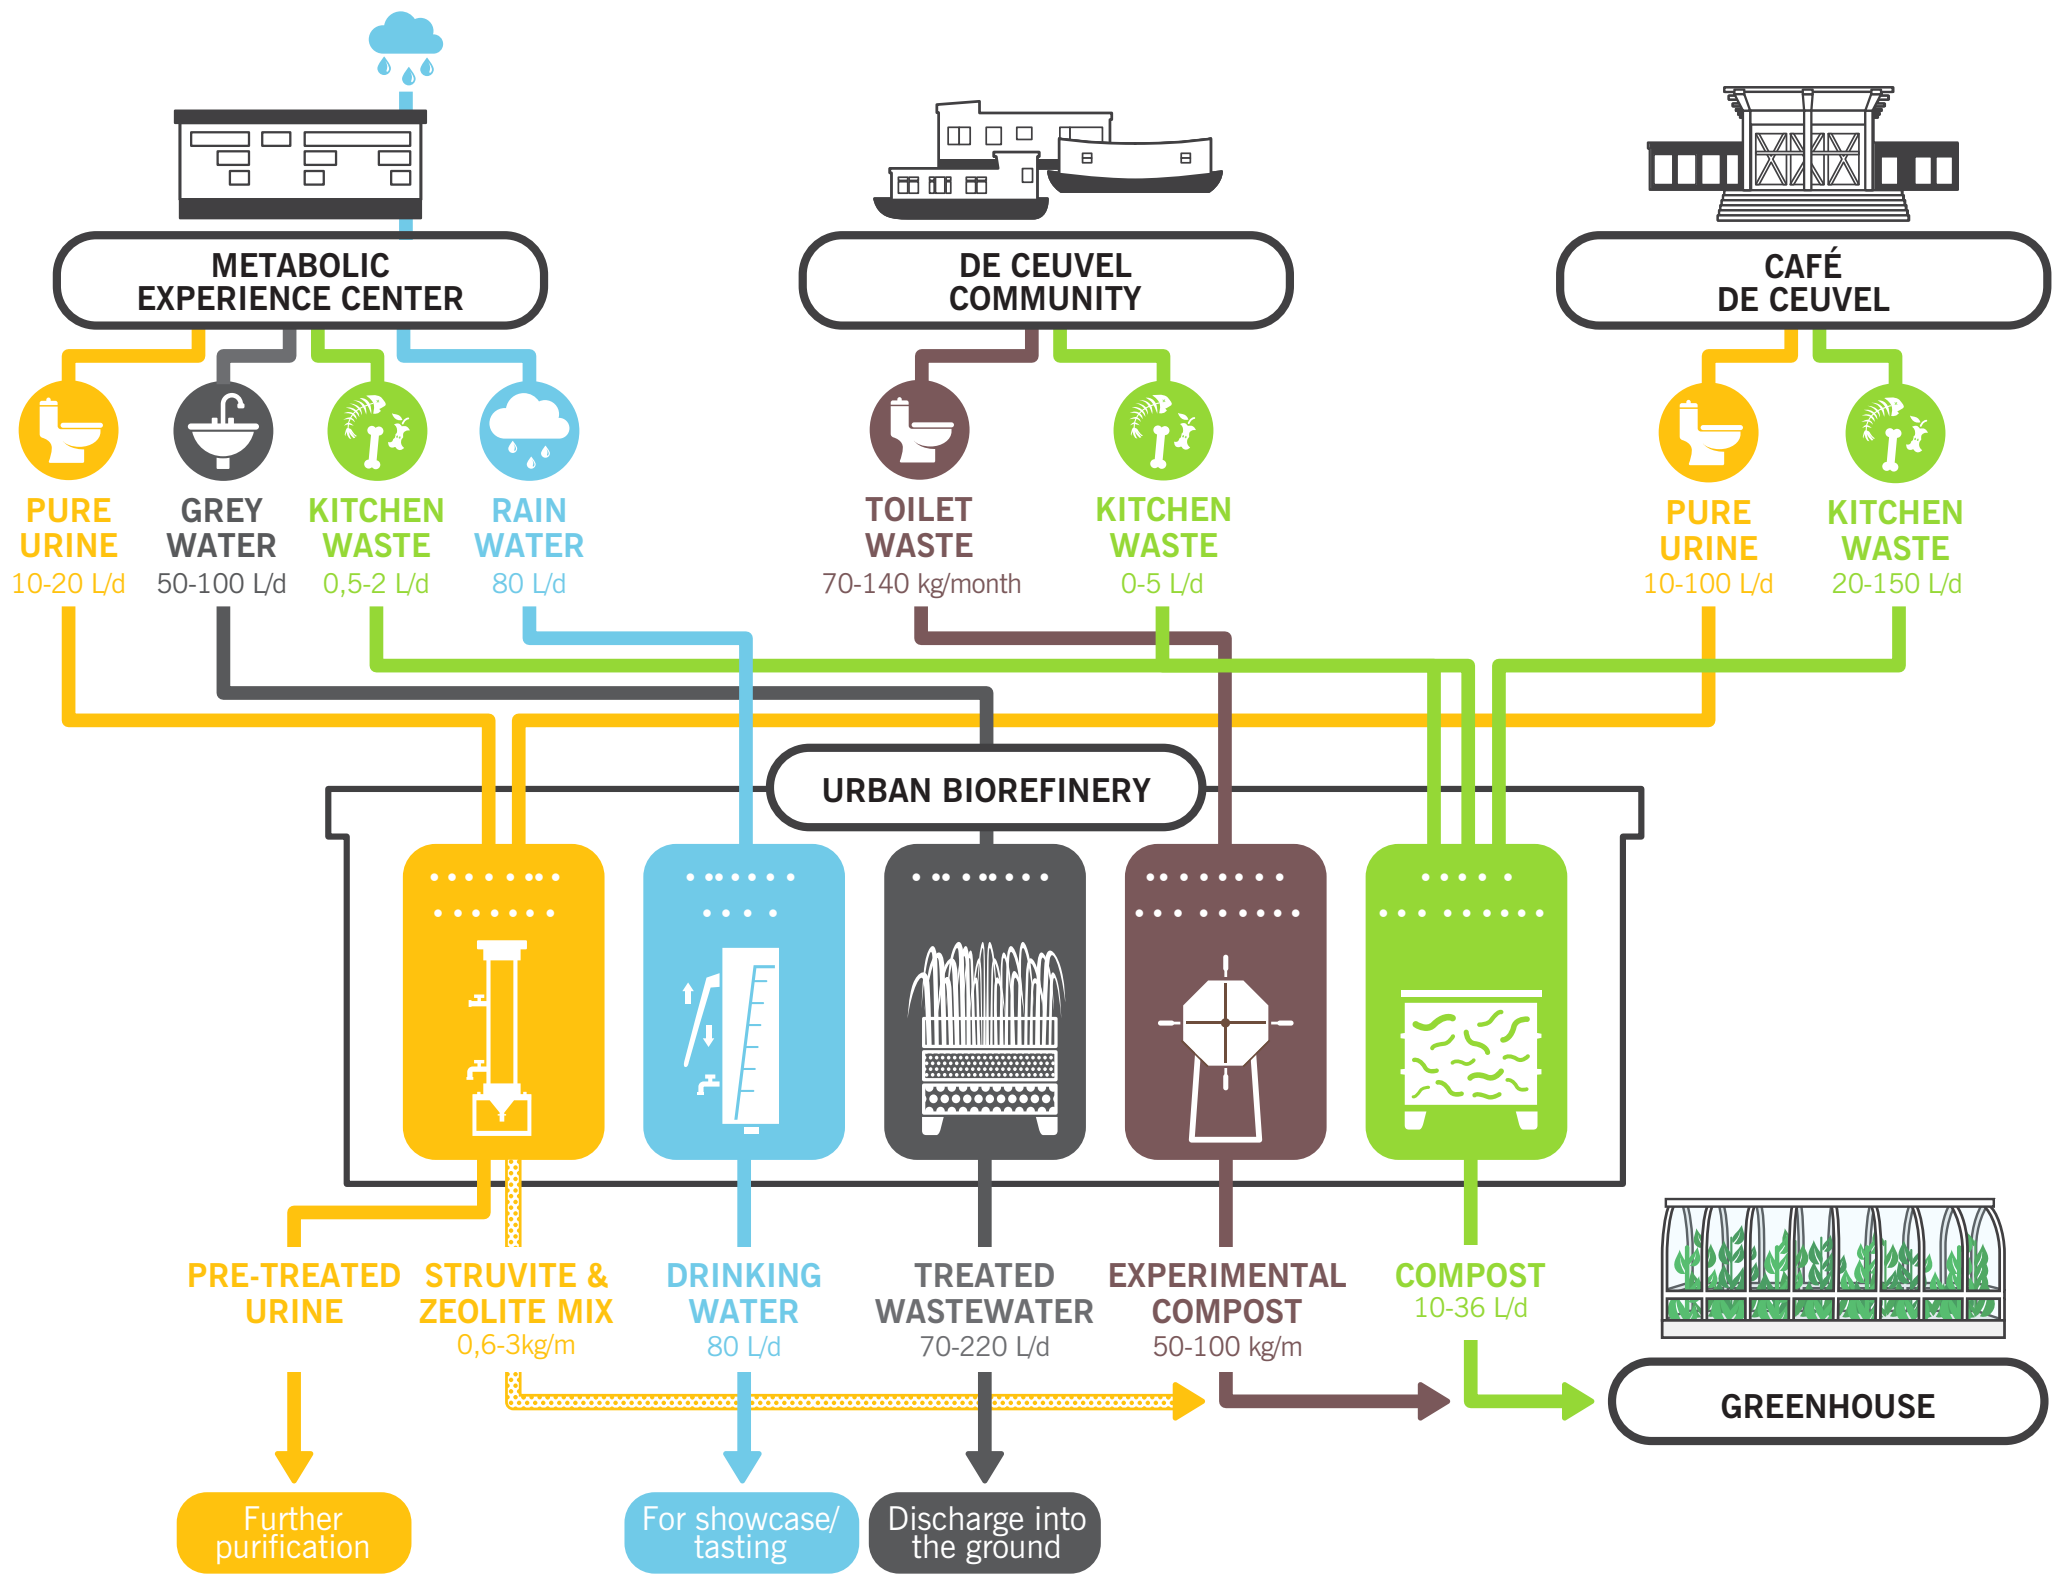 METABOLIC
EXPERIENCE CENTER
DE CEUVEL
COMMUNITY
CAFÉ
DE CEUVEL
PURE
URINE
10-20 L/d
GREY
WATER
50-100 L/d
KITCHEN
WASTE
0,5-2 L/d
RAIN
WATER
80 L/d
TOILET
WASTE
70-140 kg/month
KITCHEN
WASTE
0-5 L/d
PURE
URINE
10-100 L/d
KITCHEN
WASTE
20-150 L/d
URBAN BIOREFINERY
PRE-TREATED
URINE
STRUVITE &
ZEOLITE MIX
0,6-3kg/m
DRINKING
WATER
80 L/d
TREATED
WASTEWATER
70-220 L/d
EXPERIMENTAL
COMPOST
50-100 kg/m
COMPOST
10-36 L/d
GREENHOUSE
Further
purification
For showcase/
tasting
Discharge into
the ground